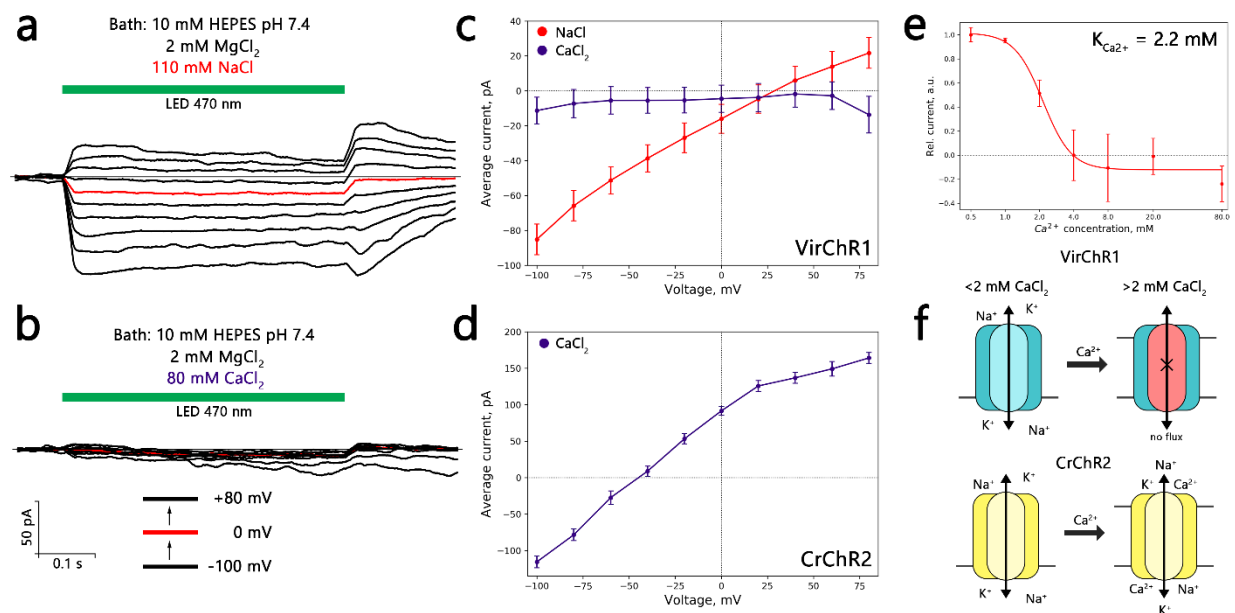 a
Bath: 10 mM HEPES pH 7.4
2 mM MgCl₂
110 mM NaCl
LED 470 nm
b
Bath: 10 mM HEPES pH 7.4
2 mM MgCl₂
80 mM CaCl₂
LED 470 nm
50 pA
0.1 s
+80 mV
0 mV
-100 mV
c
NaCl
CaCl₂
Average current, pA
40
20
0
−20
−40
−60
−80
−100
−100 −75 −50 −25 0 25 50 75
Voltage, mV
VirChR1
d
CaCl₂
Average current, pA
200
150
100
50
0
−50
−100
−100 −75 −50 −25 0 25 50 75
Voltage, mV
CrChR2
e
K Ca2+ = 2.2 mM
Rel. current, a.u.
1.0
0.8
0.6
0.4
0.2
0.0
−0.2
−0.4
0.5 1.0 2.0 4.0 8.0 20.0 80.0
Ca²⁺ concentration, mM
VirChR1
f
<2 mM CaCl₂
>2 mM CaCl₂
Na⁺ K⁺
Ca²⁺
K⁺ Na⁺
no flux
CrChR2
Na⁺ K⁺
Ca²⁺
K⁺ Na⁺
Na⁺
K⁺ Ca²⁺
Ca²⁺ Na⁺
K⁺